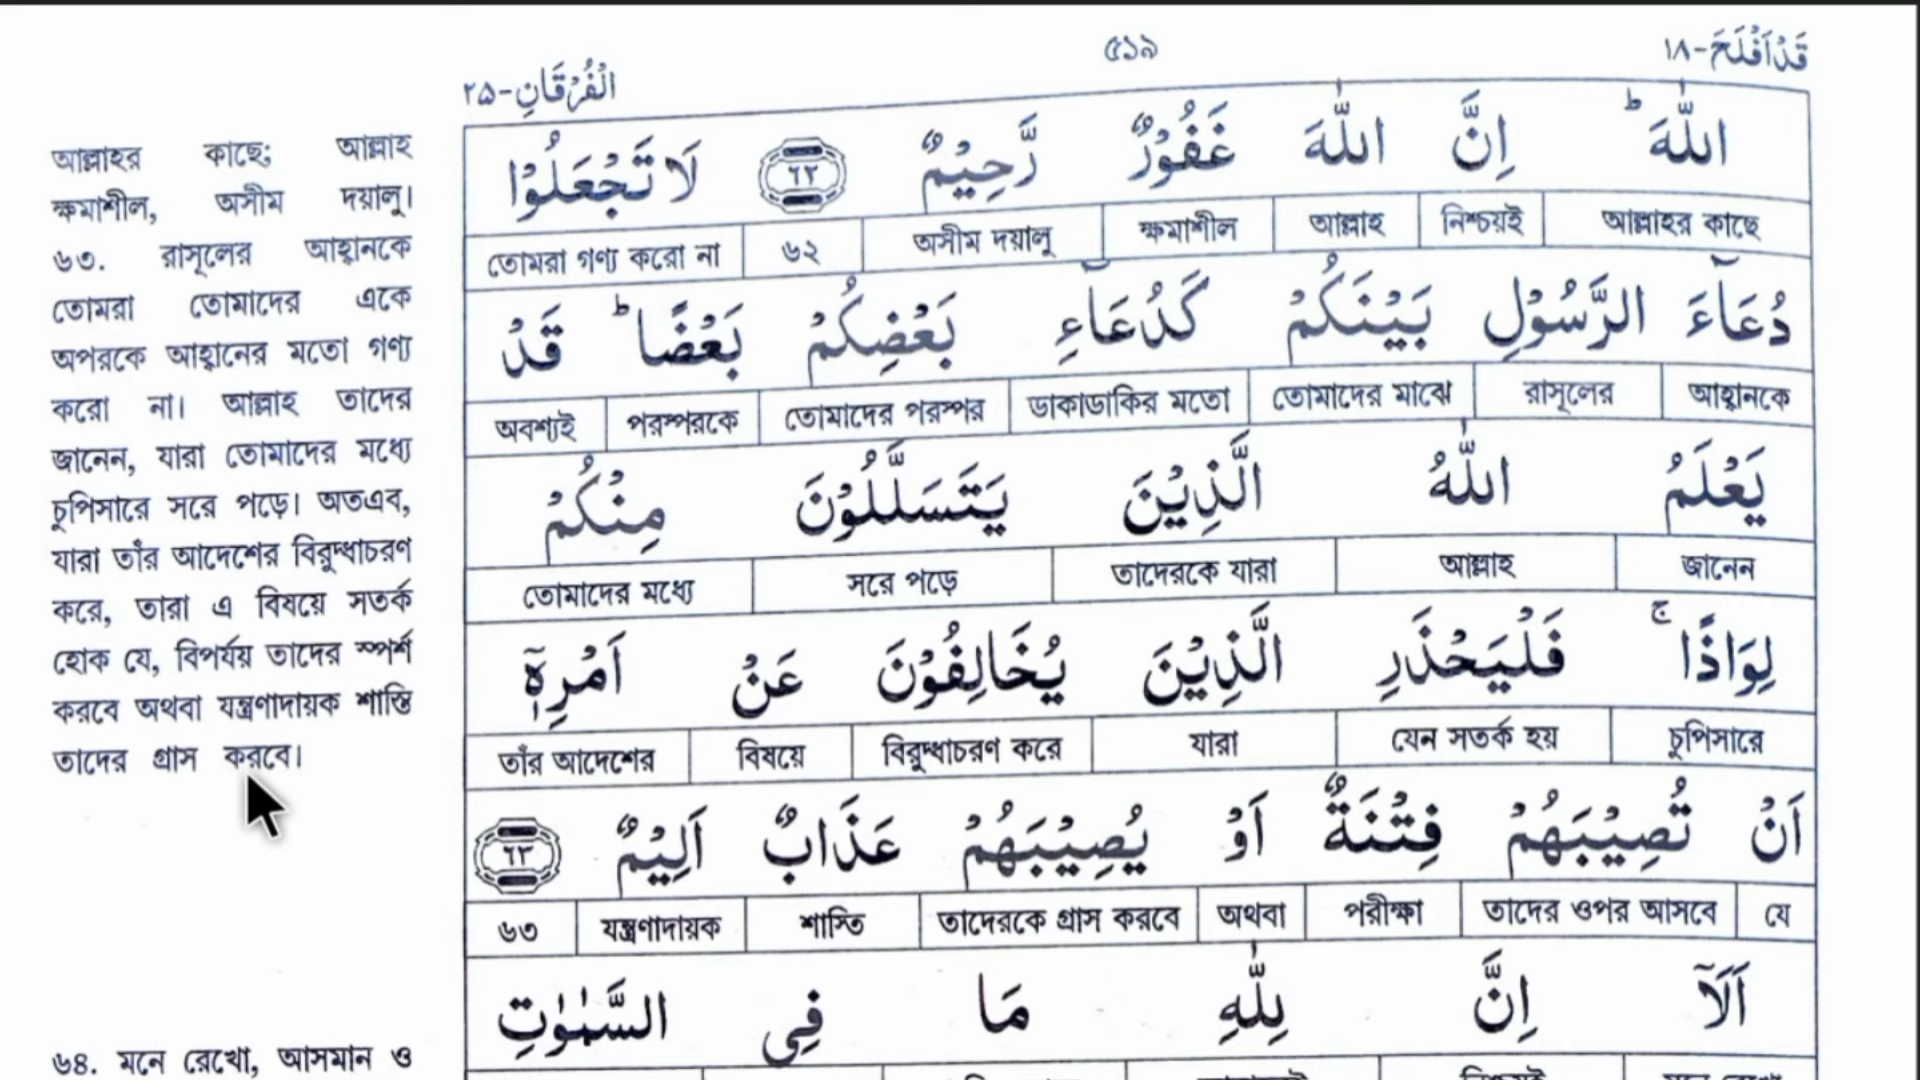 الْفُرْقَانِ-٢٥ ৫১৯ قَدْاَفْلَحَ-١٨
আল্লাহর কাছে; আল্লাহ
ক্ষমাশীল, অসীম দয়ালু।
৬৩. রাসূলের আহ্বানকে
তোমরা তোমাদের একে
অপরকে আহ্বানের মতো গণ্য
করো না। আল্লাহ তাদের
জানেন, যারা তোমাদের মধ্যে
চুপিসারে সরে পড়ে। অতএব,
যারা তাঁর আদেশের বিরুদ্ধাচরণ
করে, তারা এ বিষয়ে সতর্ক
হোক যে, বিপর্যয় তাদের স্পর্শ
করবে অথবা যন্ত্রণাদায়ক শাস্তি
তাদের গ্রাস করবে।
৬৪. মনে রেখো, আসমান ও
اللّٰهَ ؕ اِنَّ اللّٰهَ غَفُوْرٌ رَّحِيْمٌ ٦٢ لَا تَجْعَلُوْا
আল্লাহর কাছে নিশ্চয়ই আল্লাহ ক্ষমাশীল অসীম দয়ালু ৬২ তোমরা গণ্য করো না
دُعَآءَ الرَّسُوْلِ بَيْنَكُمْ كَدُعَآءِ بَعْضِكُمْ بَعْضًا ؕ قَدْ
আহ্বানকে রাসূলের তোমাদের মাঝে ডাকাডাকির মতো তোমাদের পরস্পর পরস্পরকে অবশ্যই
يَعْلَمُ اللّٰهُ الَّذِيْنَ يَتَسَلَّلُوْنَ مِنْكُمْ
জানেন আল্লাহ তাদেরকে যারা সরে পড়ে তোমাদের মধ্যে
لِوَاذًا ۚ فَلْيَحْذَرِ الَّذِيْنَ يُخَالِفُوْنَ عَنْ اَمْرِهٖٓ
চুপিসারে যেন সতর্ক হয় যারা বিরুদ্ধাচরণ করে বিষয়ে তাঁর আদেশের
اَنْ تُصِيْبَهُمْ فِتْنَةٌ اَوْ يُصِيْبَهُمْ عَذَابٌ اَلِيْمٌ ٦٣
যে তাদের ওপর আসবে পরীক্ষা অথবা তাদেরকে গ্রাস করবে শাস্তি যন্ত্রণাদায়ক ৬৩
اَلَآ اِنَّ لِلّٰهِ مَا فِي السَّمٰوٰتِ